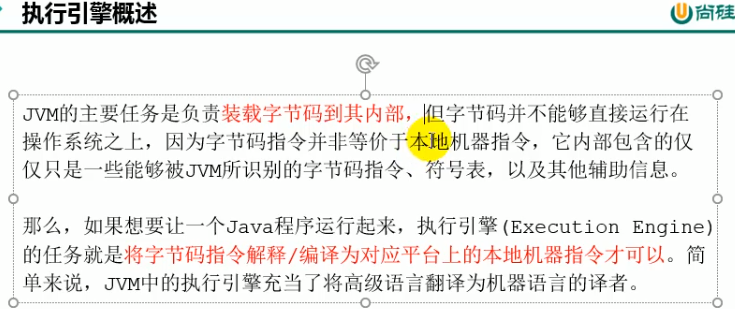 执行引擎概述
尚硅
JVM的主要任务是负责装载字节码到其内部，但字节码并不能够直接运行在
操作系统之上，因为字节码指令并非等价于本地机器指令，它内部包含的仅
仅只是一些能够被JVM所识别的字节码指令、符号表，以及其他辅助信息。
那么，如果想要让一个Java程序运行起来，执行引擎(Execution Engine)
的任务就是将字节码指令解释/编译为对应平台上的本地机器指令才可以。简
单来说，JVM中的执行引擎充当了将高级语言翻译为机器语言的译者。